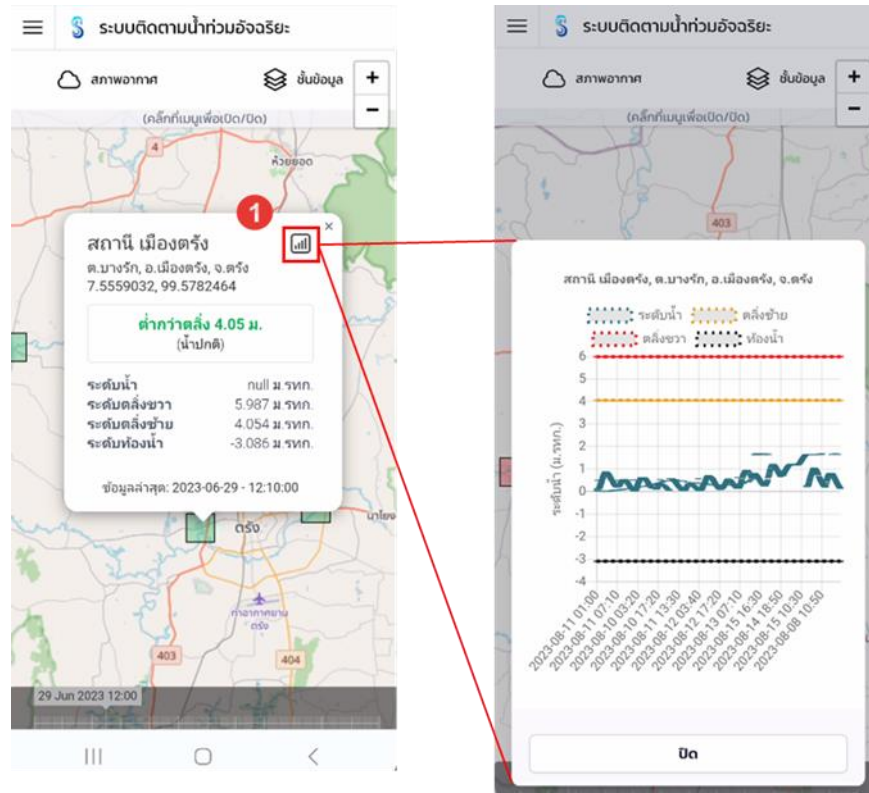 ระบบติดตามน้ำท่วมอัจฉริยะ
สภาพอากาศ
ชั้นข้อมูล
+
−
(คลิ๊กที่เมนูเพื่อเปิด/ปิด)
4
ห้วยยอด
1
×
สถานี เมืองตรัง
ต.บางรัก, อ.เมืองตรัง, จ.ตรัง
7.5559032, 99.5782464
ต่ำกว่าตลิ่ง 4.05 ม.
(น้ำปกติ)
ระดับน้ำ null ม.รทก.
ระดับตลิ่งขวา 5.987 ม.รทก.
ระดับตลิ่งซ้าย 4.054 ม.รทก.
ระดับท้องน้ำ -3.086 ม.รทก.
ข้อมูลล่าสุด: 2023-06-29 - 12:10:00
ตรัง
นาโยง
ท่าอากาศยาน
ตรัง
403
404
29 Jun 2023 12:00
ระบบติดตามน้ำท่วมอัจฉริยะ
สภาพอากาศ
ชั้นข้อมูล
+
−
(คลิ๊กที่เมนูเพื่อเปิด/ปิด)
403
สถานี เมืองตรัง, ต.บางรัก, อ.เมืองตรัง, จ.ตรัง
ระดับน้ำ ตลิ่งซ้าย
ตลิ่งขวา ท้องน้ำ
ระดับน้ำ (ม.รทก.)
6
5
4
3
2
1
0
-1
-2
-3
-4
2023-08-11 01:00
2023-08-11 07:10
2023-08-10 03:20
2023-08-10 17:20
2023-08-11 13:30
2023-08-12 03:40
2023-08-12 17:20
2023-08-13 07:10
2023-08-15 16:30
2023-08-14 18:50
2023-08-15 10:30
2023-08-08 10:50
ปิด